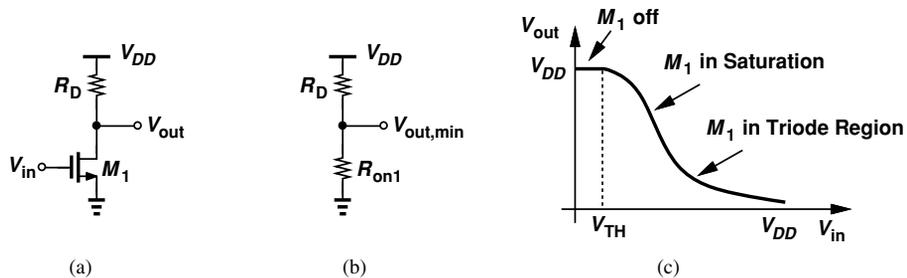 V_DD
R_D
V_out
V_in
M_1
(a)
V_DD
R_D
V_out,min
R_on1
(b)
V_out
M_1 off
V_DD
M_1 in Saturation
M_1 in Triode Region
V_TH
V_DD
V_in
(c)